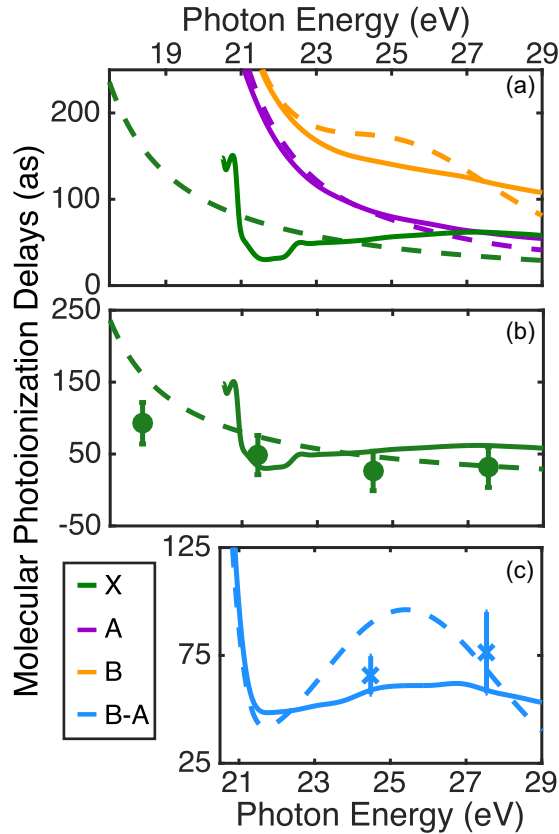 Photon Energy (eV)
19 21 23 25 27 29
Molecular Photoionization Delays (as)
(a)
200
100
0
(b)
250
150
50
-50
(c)
125
75
25
X
A
B
B-A
21 23 25 27 29
Photon Energy (eV)